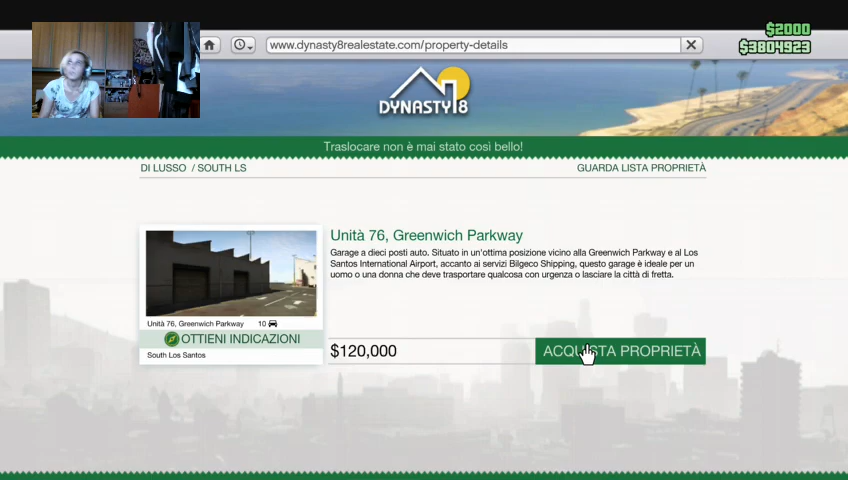 $2000
www.dynasty8realestate.com/property-details
$3804923
DYNASTY8
Traslocare non è mai stato così bello!
DI LUSSO / SOUTH LS
GUARDA LISTA PROPRIETÀ
Unità 76, Greenwich Parkway
Garage a dieci posti auto. Situato in un'ottima posizione vicino alla Greenwich Parkway e al Los
Santos International Airport, accanto ai servizi Bilgeco Shipping, questo garage è ideale per un
uomo o una donna che deve trasportare qualcosa con urgenza o lasciare la città di fretta.
Unità 76, Greenwich Parkway 10
OTTIENI INDICAZIONI
South Los Santos
$120,000
ACQUISTA PROPRIETÀ